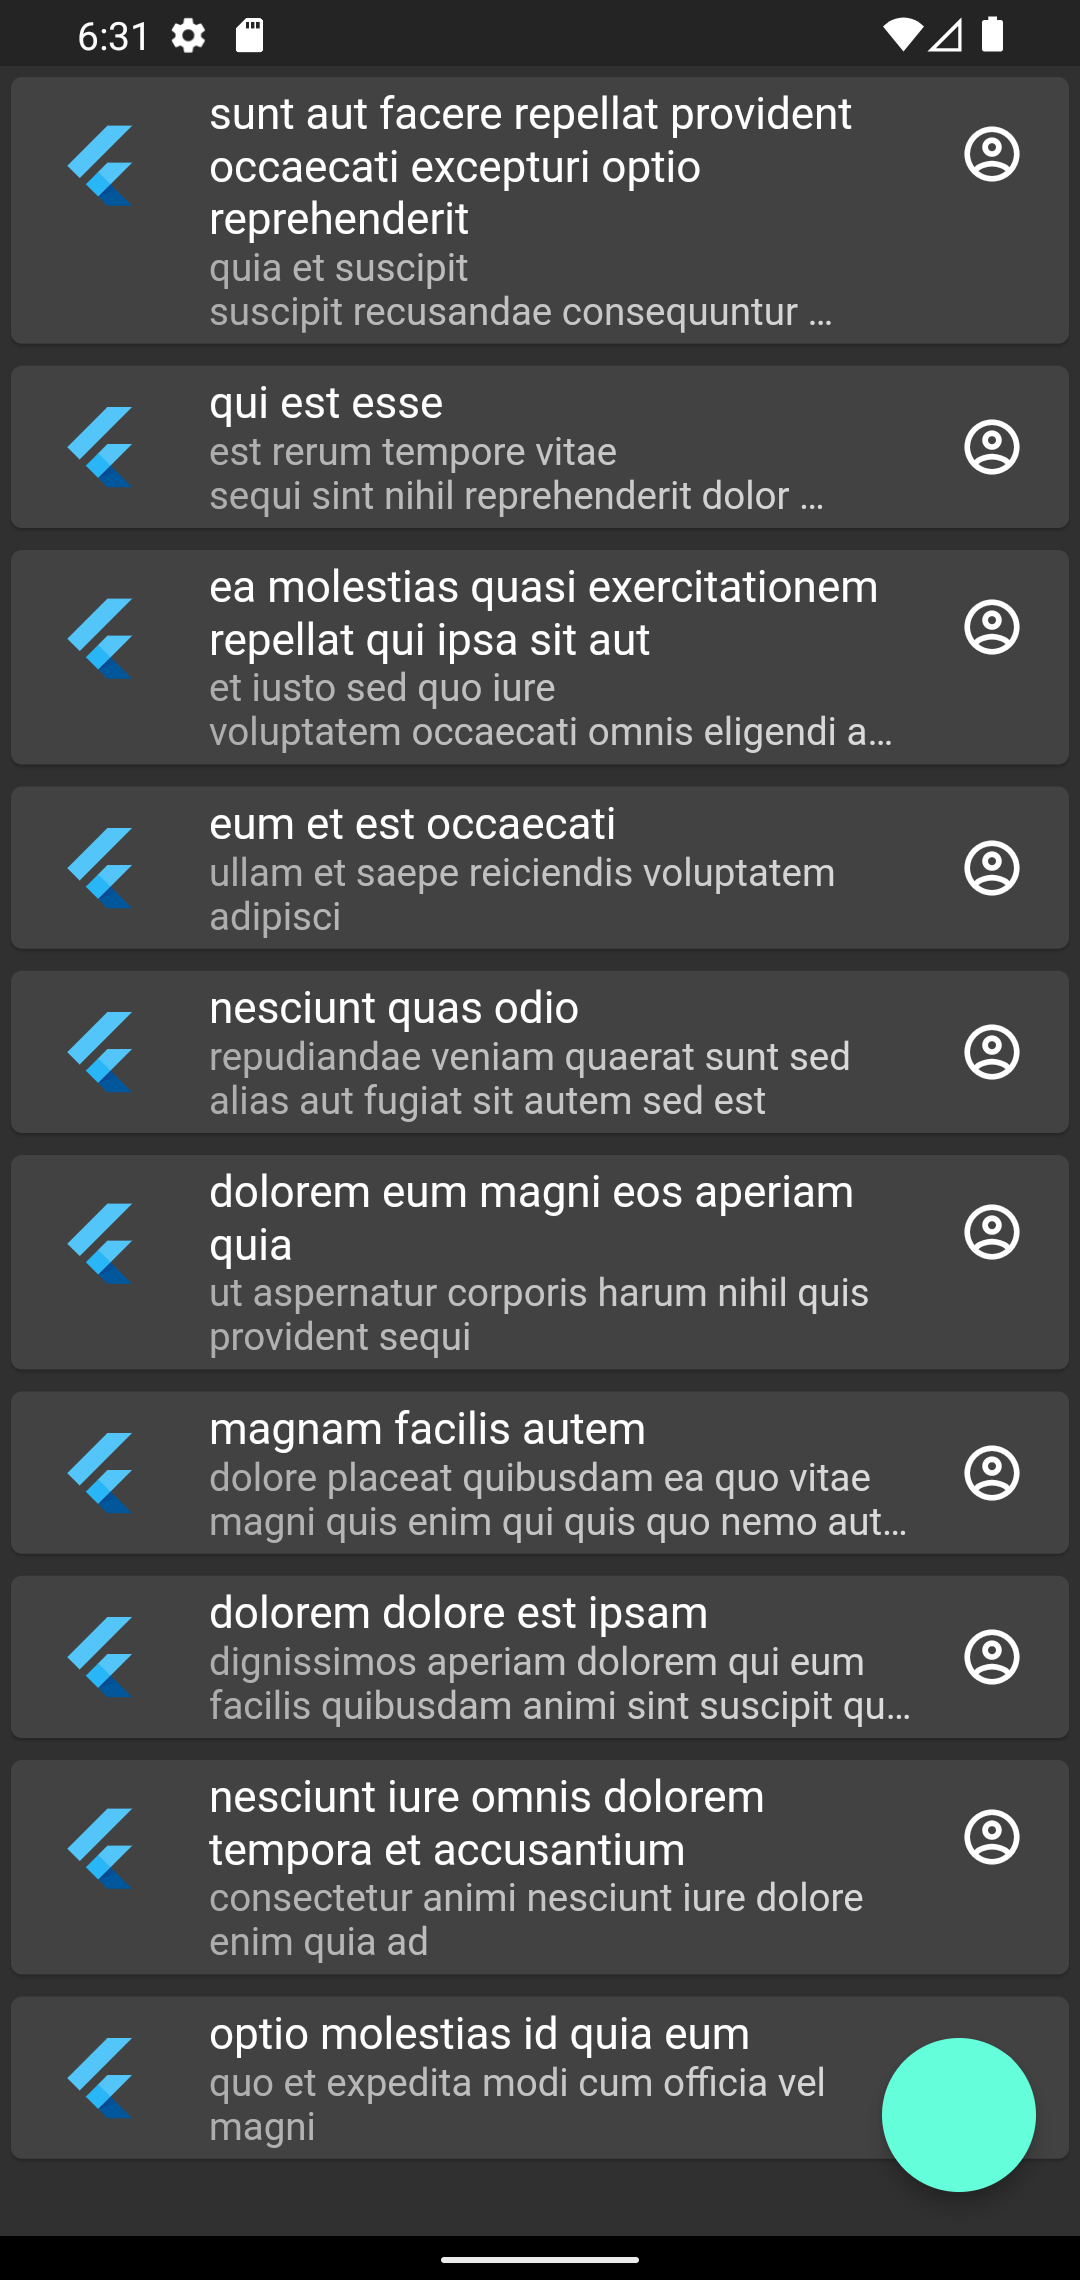 6:31
sunt aut facere repellat provident
occaecati excepturi optio
reprehenderit
quia et suscipit
suscipit recusandae consequuntur …
qui est esse
est rerum tempore vitae
sequi sint nihil reprehenderit dolor …
ea molestias quasi exercitationem
repellat qui ipsa sit aut
et iusto sed quo iure
voluptatem occaecati omnis eligendi a…
eum et est occaecati
ullam et saepe reiciendis voluptatem
adipisci
nesciunt quas odio
repudiandae veniam quaerat sunt sed
alias aut fugiat sit autem sed est
dolorem eum magni eos aperiam
quia
ut aspernatur corporis harum nihil quis
provident sequi
magnam facilis autem
dolore placeat quibusdam ea quo vitae
magni quis enim qui quis quo nemo aut…
dolorem dolore est ipsam
dignissimos aperiam dolorem qui eum
facilis quibusdam animi sint suscipit qu…
nesciunt iure omnis dolorem
tempora et accusantium
consectetur animi nesciunt iure dolore
enim quia ad
optio molestias id quia eum
quo et expedita modi cum officia vel
magni